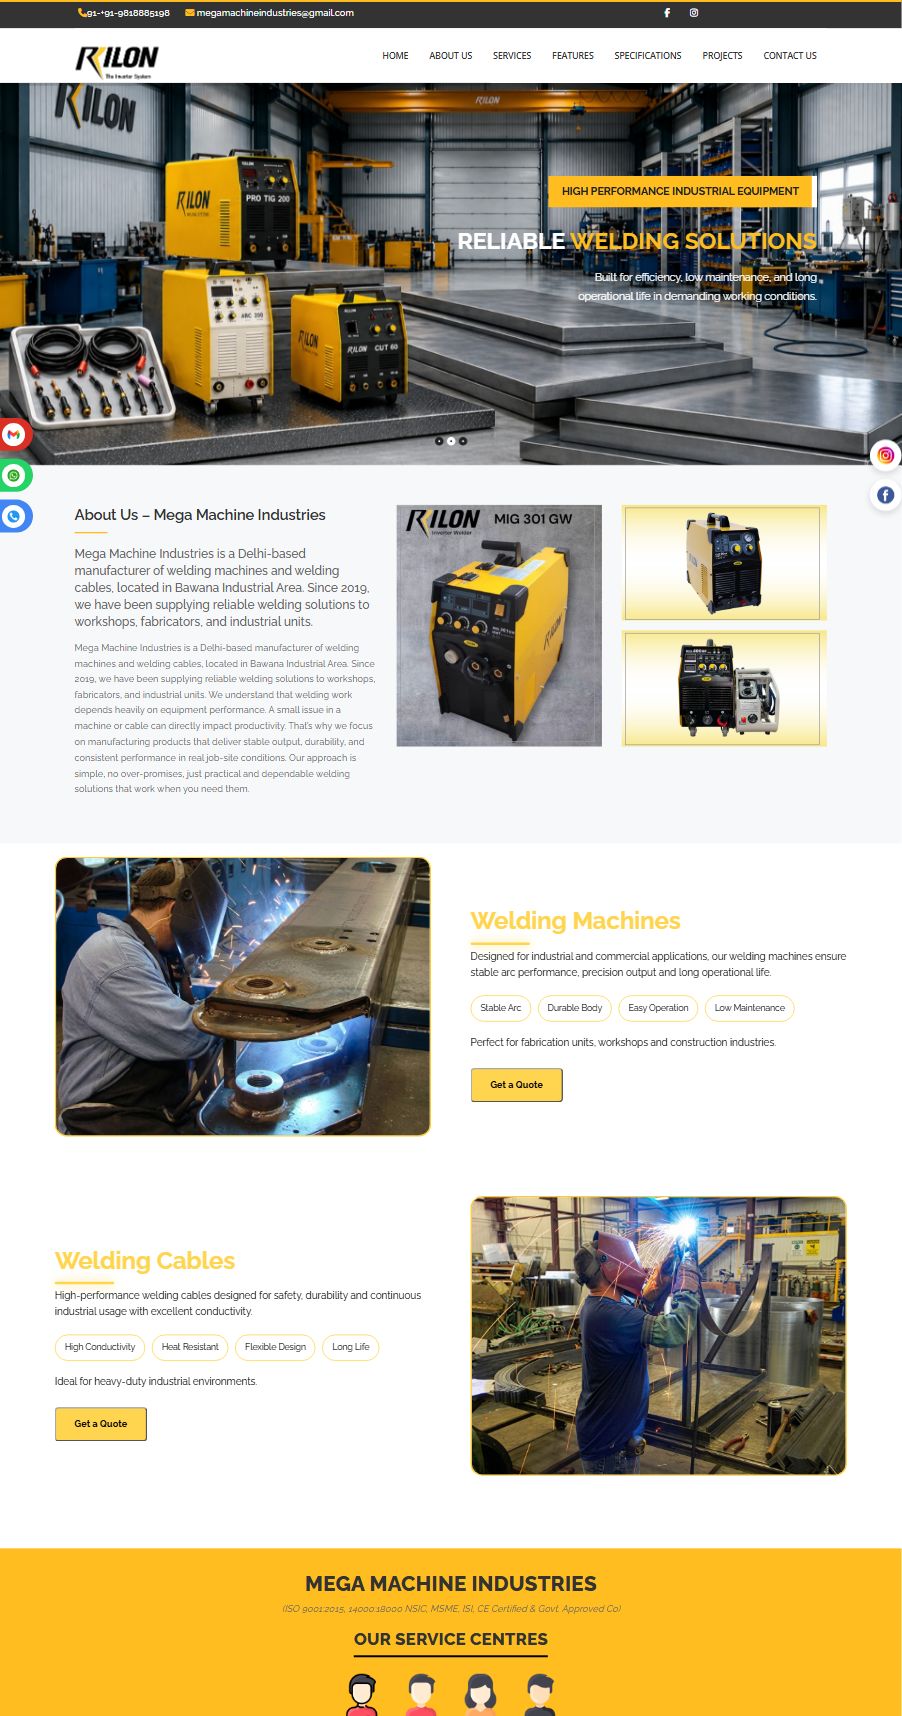 91-+91-9818885198 megamachineindustries@gmail.com
RILON
The Inverter System
HOME ABOUT US SERVICES FEATURES SPECIFICATIONS PROJECTS CONTACT US
RILON
RILON
RILON
PRO TIG 200
ARC 200
RILON
RILON CUT 60
HIGH PERFORMANCE INDUSTRIAL EQUIPMENT
RELIABLE WELDING SOLUTIONS
Built for efficiency, low maintenance, and long
operational life in demanding working conditions.
About Us – Mega Machine Industries
Mega Machine Industries is a Delhi-based
manufacturer of welding machines and welding
cables, located in Bawana Industrial Area. Since 2019,
we have been supplying reliable welding solutions to
workshops, fabricators, and industrial units.
Mega Machine Industries is a Delhi-based manufacturer of welding
machines and welding cables, located in Bawana Industrial Area. Since
2019, we have been supplying reliable welding solutions to workshops,
fabricators, and industrial units. We understand that welding work
depends heavily on equipment performance. A small issue in a
machine or cable can directly impact productivity. That's why we focus
on manufacturing products that deliver stable output, durability, and
consistent performance in real job-site conditions. Our approach is
simple, no over-promises, just practical and dependable welding
solutions that work when you need them.
RILON
Inverter Welder
MIG 301 GW
Welding Machines
Designed for industrial and commercial applications, our welding machines ensure
stable arc performance, precision output and long operational life.
Stable Arc Durable Body Easy Operation Low Maintenance
Perfect for fabrication units, workshops and construction industries.
Get a Quote
Welding Cables
High-performance welding cables designed for safety, durability and continuous
industrial usage with excellent conductivity.
High Conductivity Heat Resistant Flexible Design Long Life
Ideal for heavy-duty industrial environments.
Get a Quote
MEGA MACHINE INDUSTRIES
(ISO 9001:2015, 14000:18000 NSIC, MSME, ISI, CE Certified & Govt. Approved Co)
OUR SERVICE CENTRES